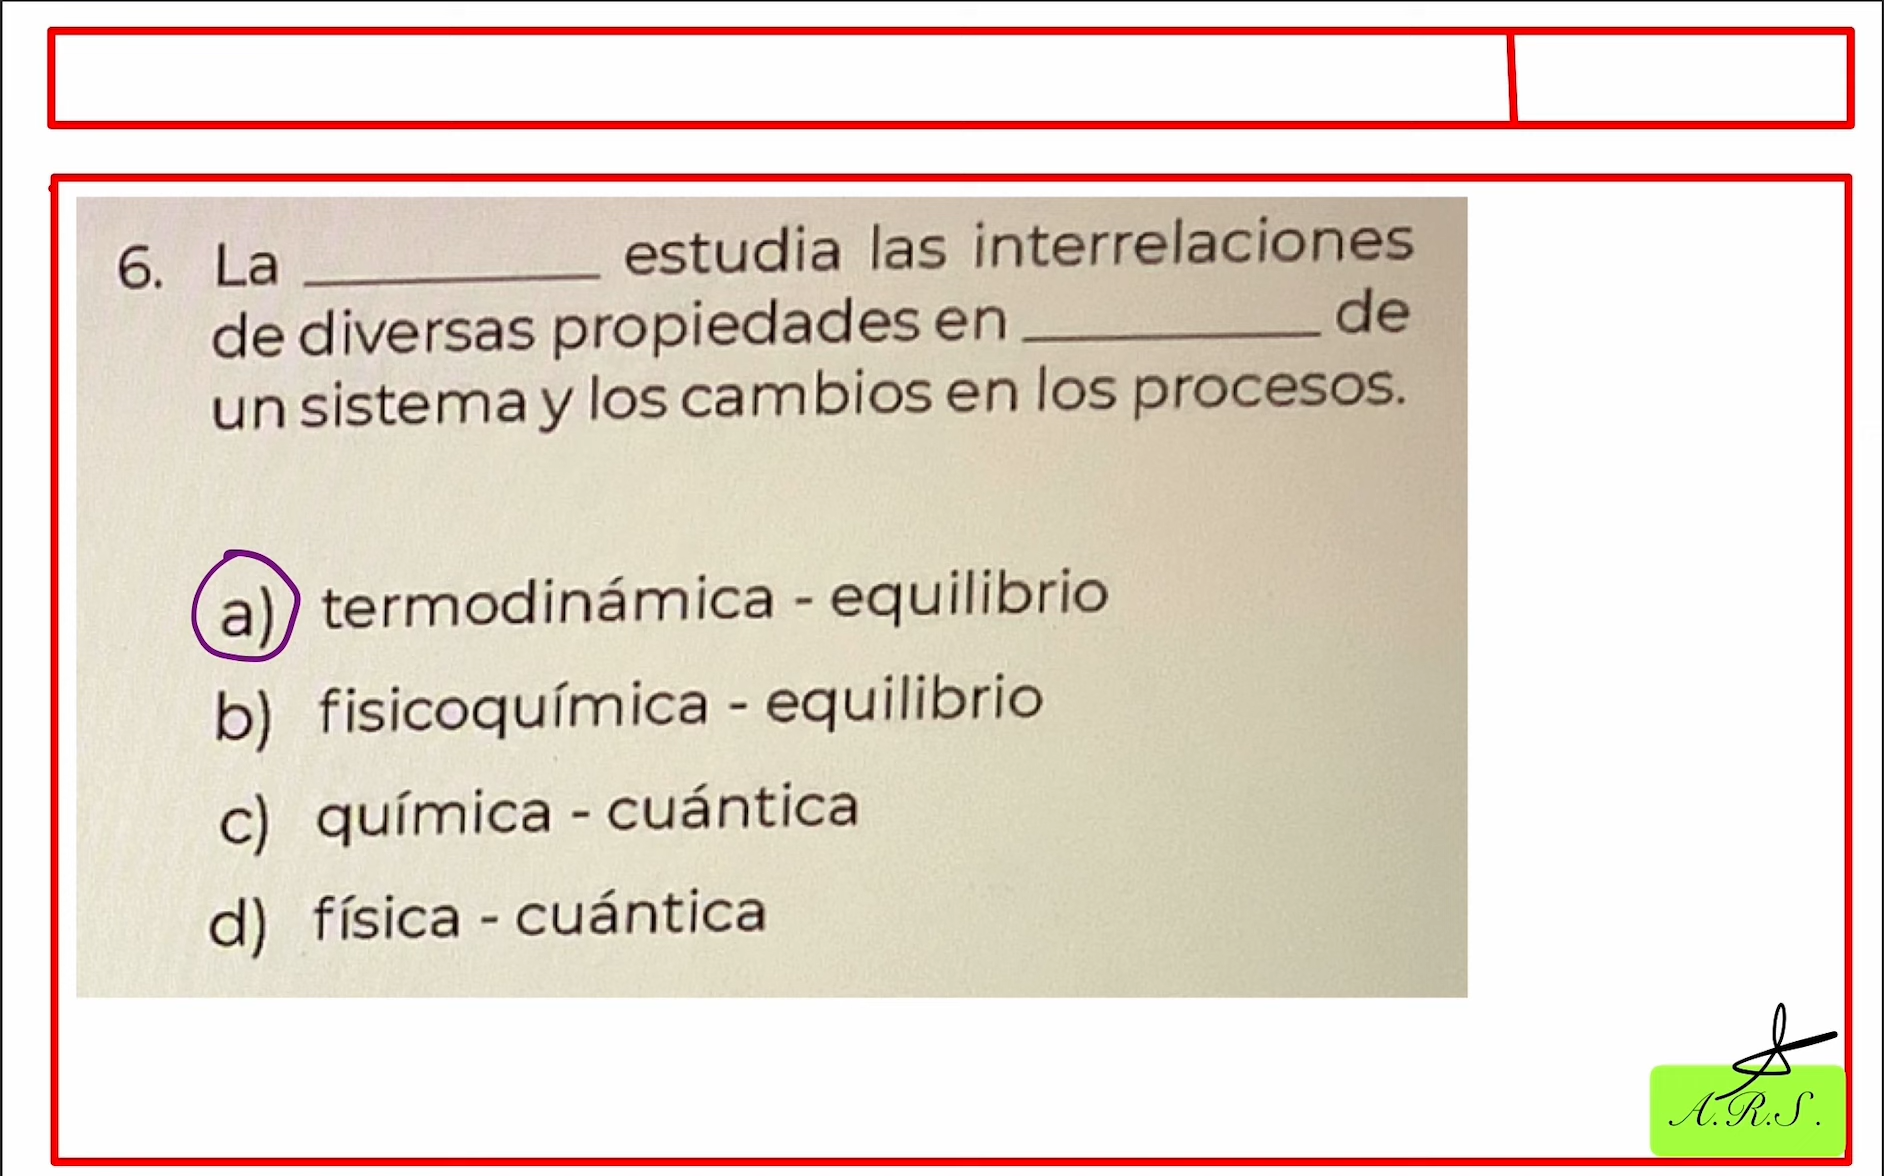 6. La __________ estudia las interrelaciones
de diversas propiedades en __________ de
un sistema y los cambios en los procesos.
a) termodinámica - equilibrio
b) fisicoquímica - equilibrio
c) química - cuántica
d) física - cuántica
A.R.S.